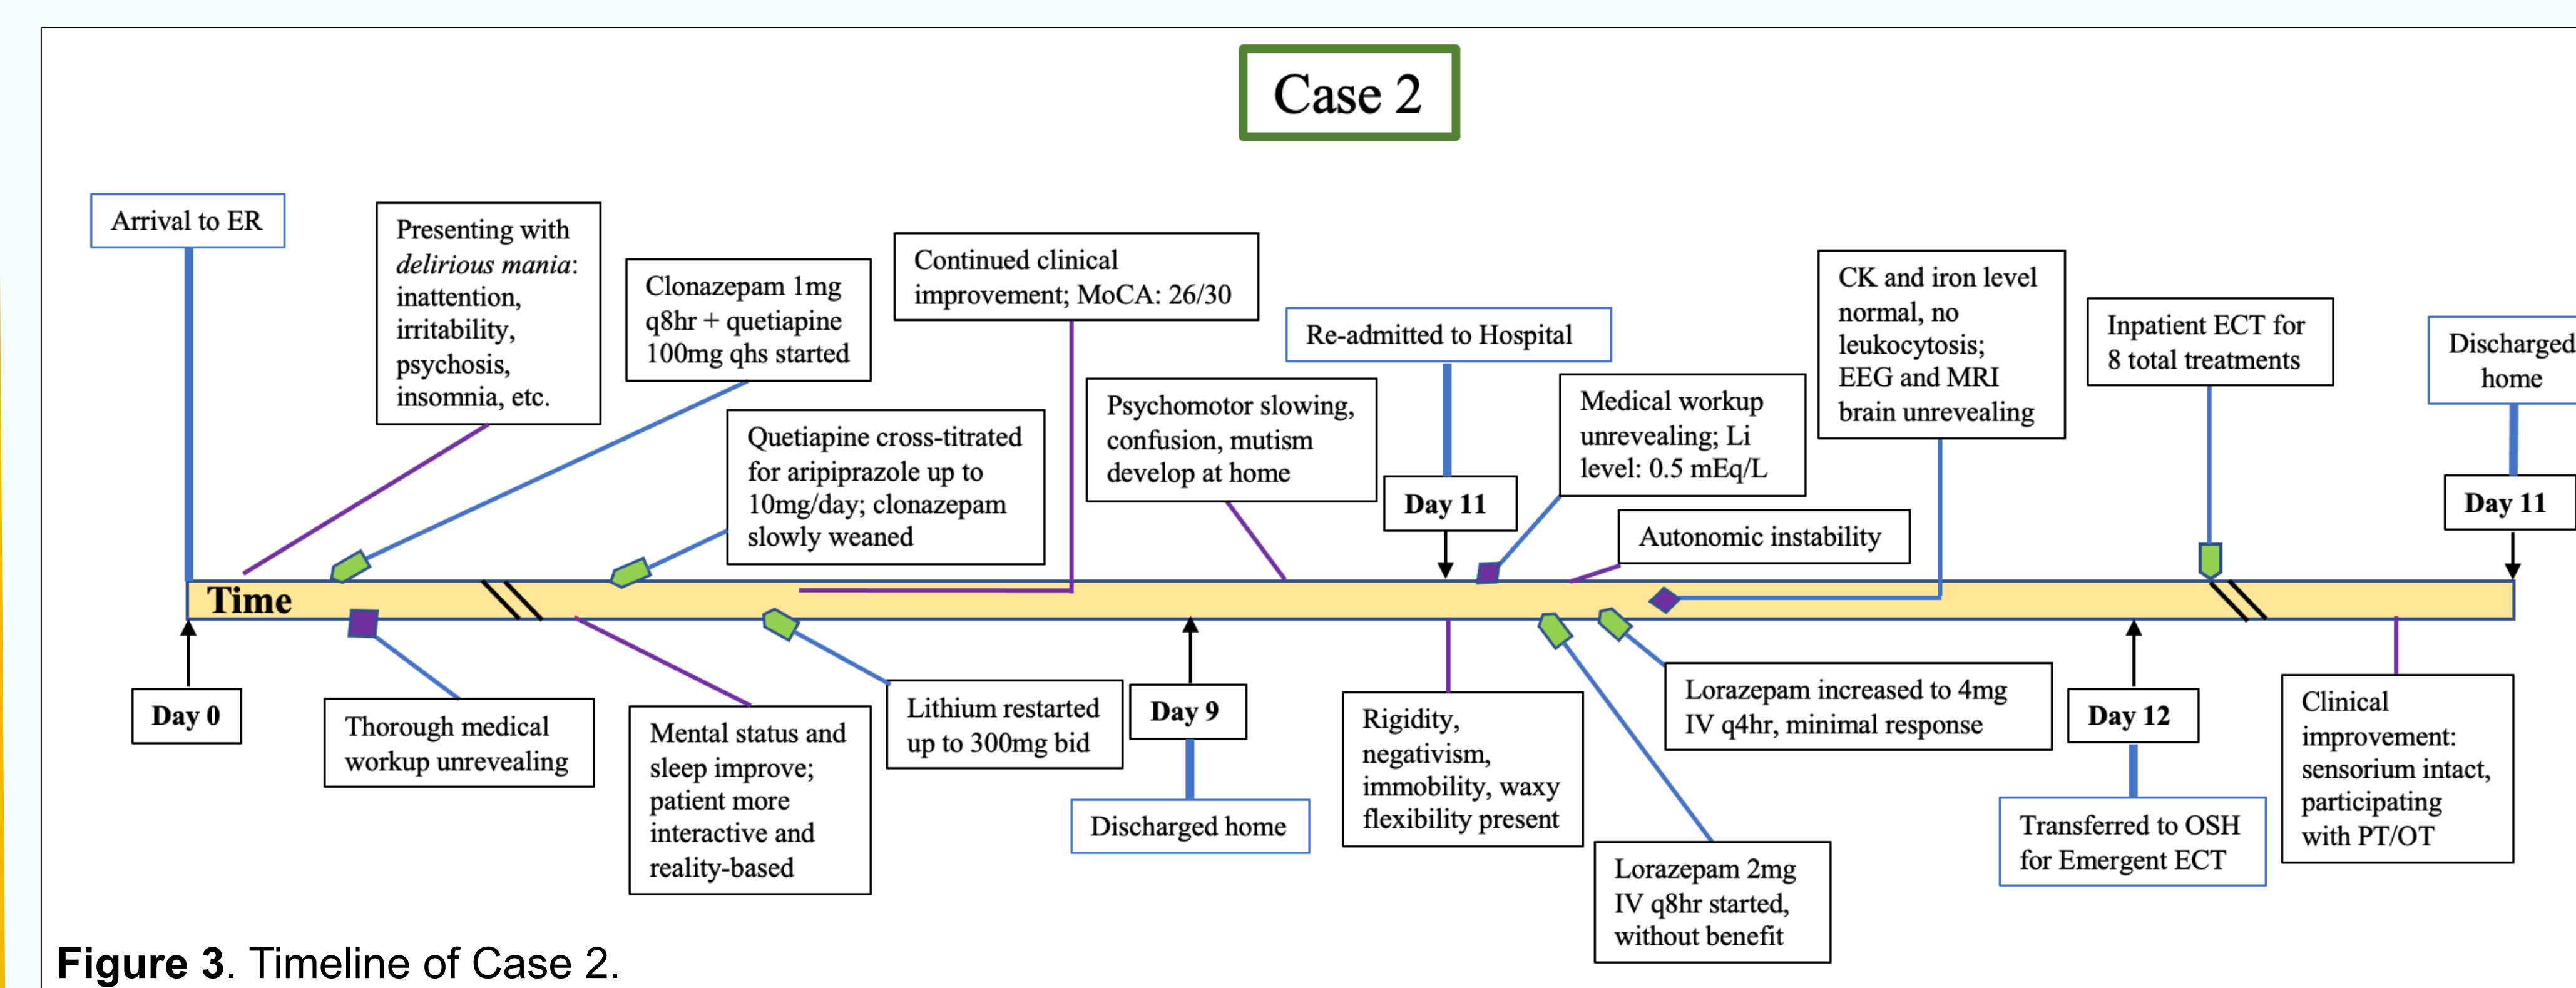 Case 2
Arrival to ER
Presenting with
delirious mania:
inattention,
irritability,
psychosis,
insomnia, etc.
Clonazepam 1mg
q8hr + quetiapine
100mg qhs started
Quetiapine cross-titrated
for aripiprazole up to
10mg/day; clonazepam
slowly weaned
Continued clinical
improvement; MoCA: 26/30
Psychomotor slowing,
confusion, mutism
develop at home
Re-admitted to Hospital
Day 11
Medical workup
unrevealing; Li
level: 0.5 mEq/L
Autonomic instability
CK and iron level
normal, no
leukocytosis;
EEG and MRI
brain unrevealing
Inpatient ECT for
8 total treatments
Discharged
home
Day 11
Time
Day 0
Thorough medical
workup unrevealing
Mental status and
sleep improve;
patient more
interactive and
reality-based
Lithium restarted
up to 300mg bid
Day 9
Discharged home
Rigidity,
negativism,
immobility, waxy
flexibility present
Lorazepam 2mg
IV q8hr started,
without benefit
Lorazepam increased to 4mg
IV q4hr, minimal response
Day 12
Transferred to OSH
for Emergent ECT
Clinical
improvement:
sensorium intact,
participating
with PT/OT
Figure 3. Timeline of Case 2.